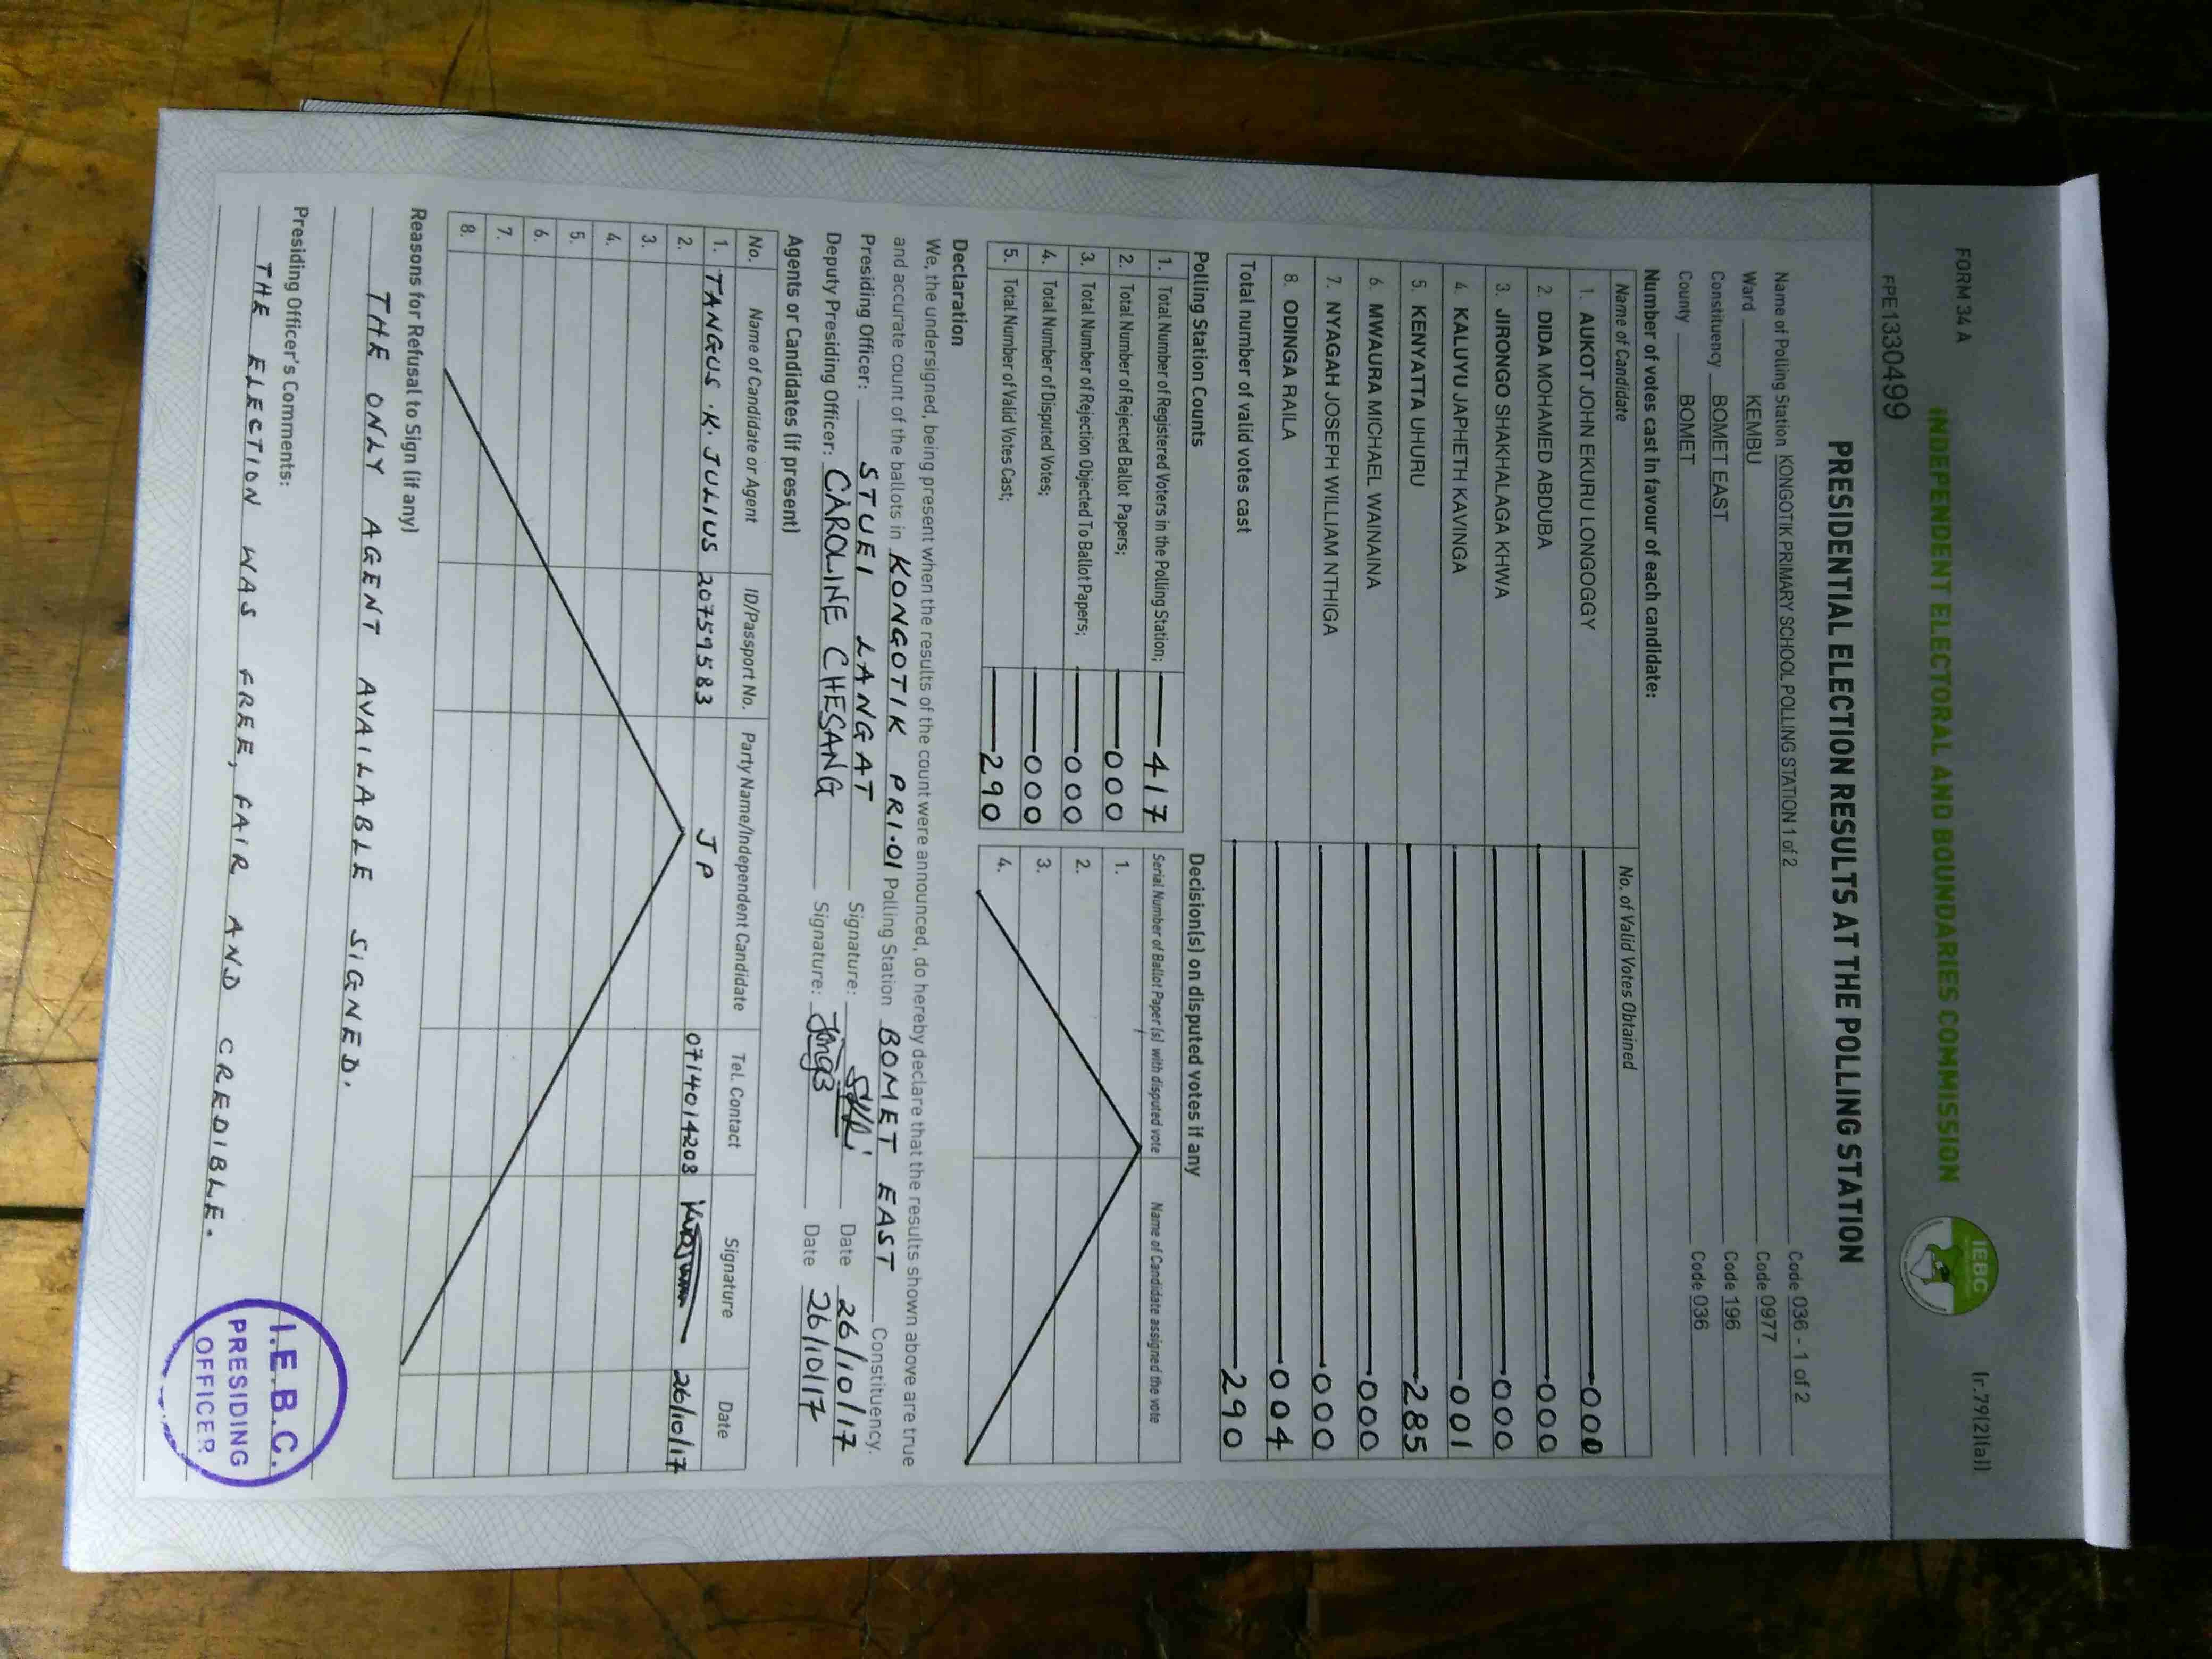 FORM 34A
(r.79(2)(a))
INDEPENDENT ELECTORAL AND BOUNDARIES COMMISSION
IEBC
PPE1330499
PRESIDENTIAL ELECTION RESULTS AT THE POLLING STATION
Name of Polling Station KONGOTIK PRIMARY SCHOOL POLLING STATION 1 of 2 Code 036 - 1 of 2
Ward KEMBU Code 0977
Constituency BOMET EAST Code 196
County BOMET Code 036
Number of votes cast in favour of each candidate:
Name of Candidate No. of Valid Votes Obtained
1. AUKOT JOHN EKURU LONGOGGY 000
2. DIDA MOHAMED ABDUBA 000
3. JIRONGO SHAKHALAGA KHWA 000
4. KALUYU JAPHETH KAVINGA 001
5. KENYATTA UHURU 285
6. MWAURA MICHAEL WAINAINA 000
7. NYAGAH JOSEPH WILLIAM NTHIGA 000
8. ODINGA RAILA 004
Total number of valid votes cast 290
Polling Station Counts
1. Total Number of Registered Voters in the Polling Station; 417
2. Total Number of Rejected Ballot Papers; 000
3. Total Number of Rejection Objected To Ballot Papers; 000
4. Total Number of Disputed Votes; 000
5. Total Number of Valid Votes Cast; 290
Decision(s) on disputed votes if any
Serial Number of Ballot Paper (s) with disputed vote Name of Candidate assigned the vote
1.
2.
3.
4.
Declaration
We, the undersigned, being present when the results of the count were announced, do hereby declare that the results shown above are true
and accurate count of the ballots in KONGOTIK PRI.01 Polling Station BOMET EAST Constituency.
Presiding Officer: STUEI LANGAT Signature: Date 26/10/17
Deputy Presiding Officer: CAROLINE CHESANG Signature: Date 26/10/17
Agents or Candidates (if present)
No. Name of Candidate or Agent ID/Passport No. Party Name/Independent Candidate Tel. Contact Signature Date
1. TANGUS .K. JULIUS 20759583 JP 0714014208 26/10/17
2.
3.
4.
5.
6.
7.
8.
Reasons for Refusal to Sign (if any)
THE ONLY AGENT AVAILABLE SIGNED.
Presiding Officer's Comments:
THE ELECTION WAS FREE, FAIR AND CREDIBLE.
I.E.B.C.
PRESIDING
OFFICER